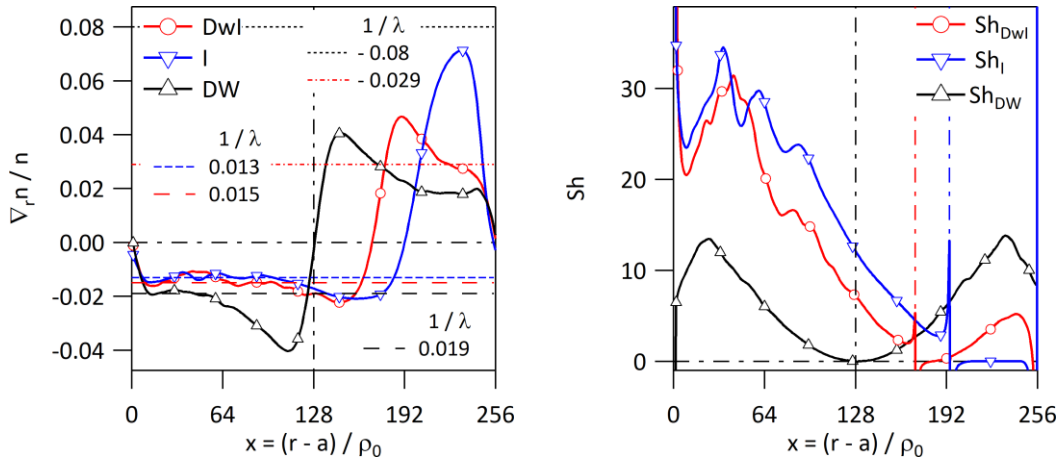 0.08
0.06
0.04
0.02
0.00
-0.02
-0.04
∇r n / n
DwI
I
DW
1 / λ
- 0.08
- 0.029
1 / λ
0.013
0.015
1 / λ
0.019
0 64 128 192 256
x = (r - a) / ρ0
30
20
10
0
Sh
ShDwI
ShI
ShDW
0 64 128 192 256
x = (r - a) / ρ0